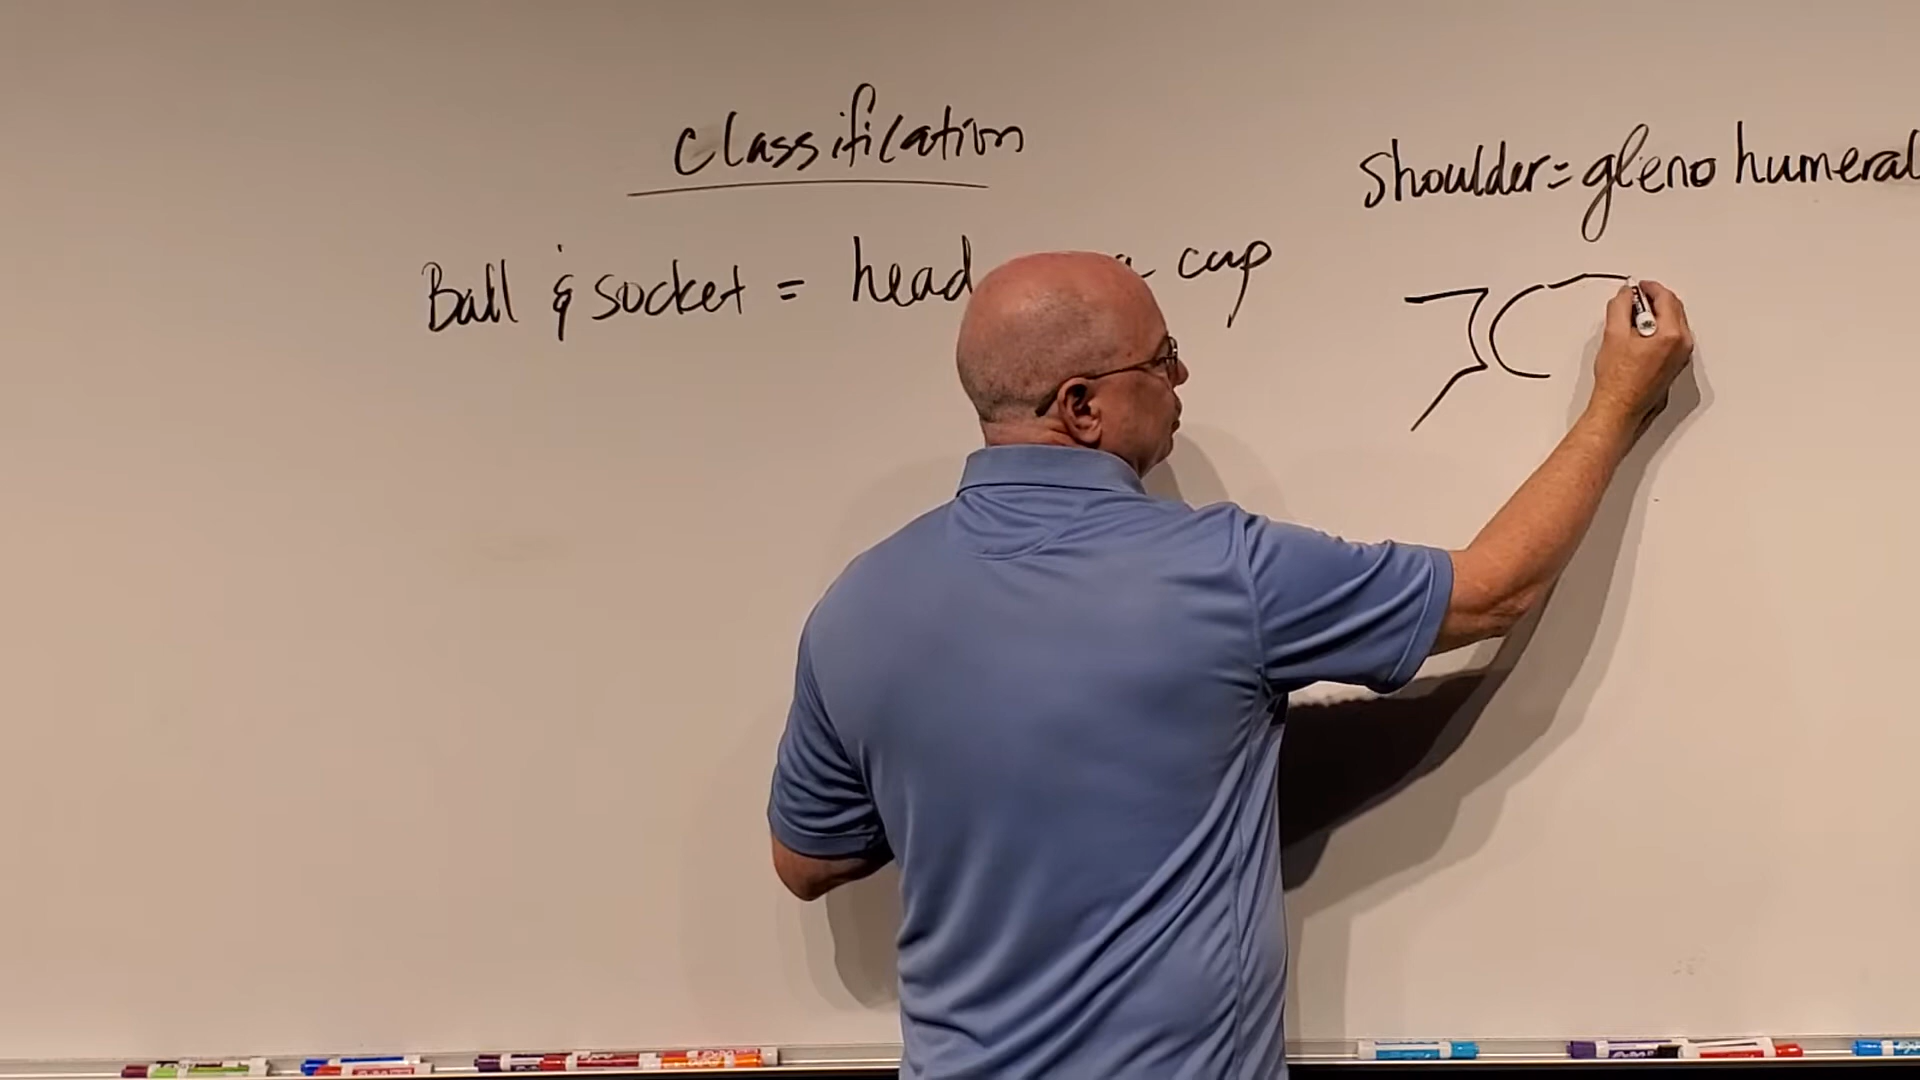 Classification
Ball & socket = head a cup
Shoulder = gleno humeral